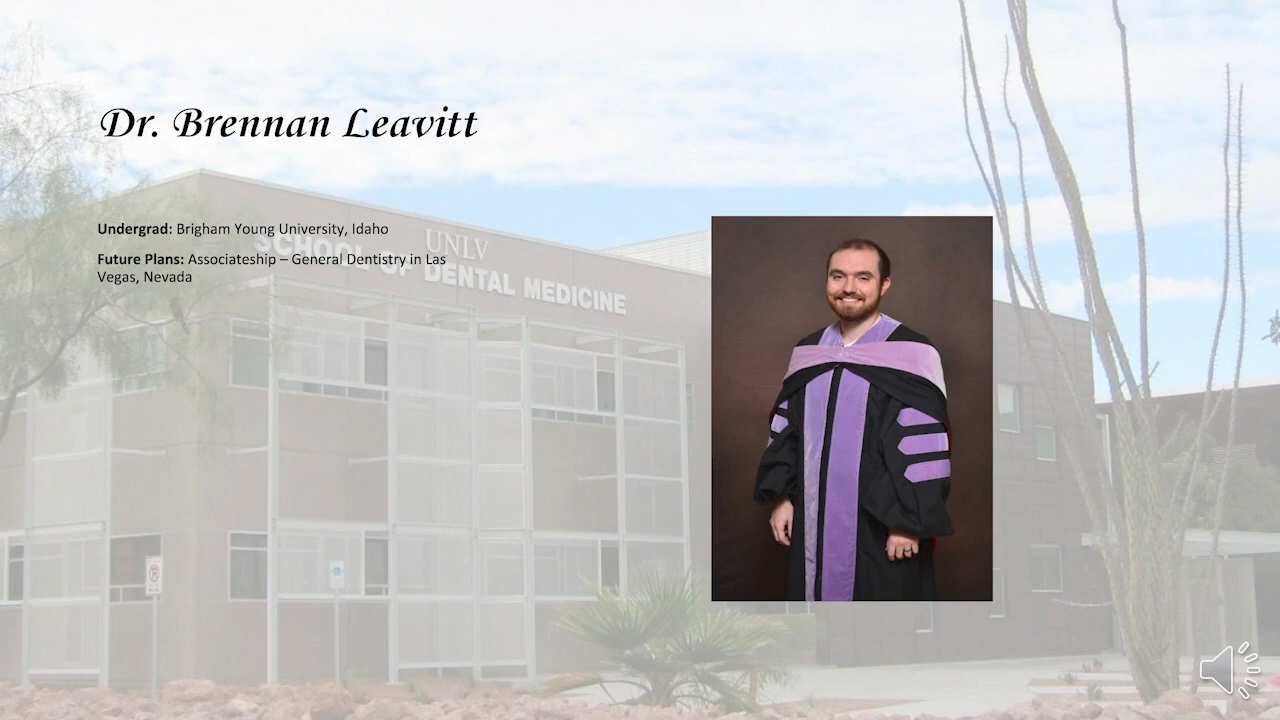 Dr. Brennan Leavitt
Undergrad: Brigham Young University, Idaho
UNLV
SCHOOL OF DENTAL MEDICINE
Future Plans: Associateship – General Dentistry in Las
Vegas, Nevada